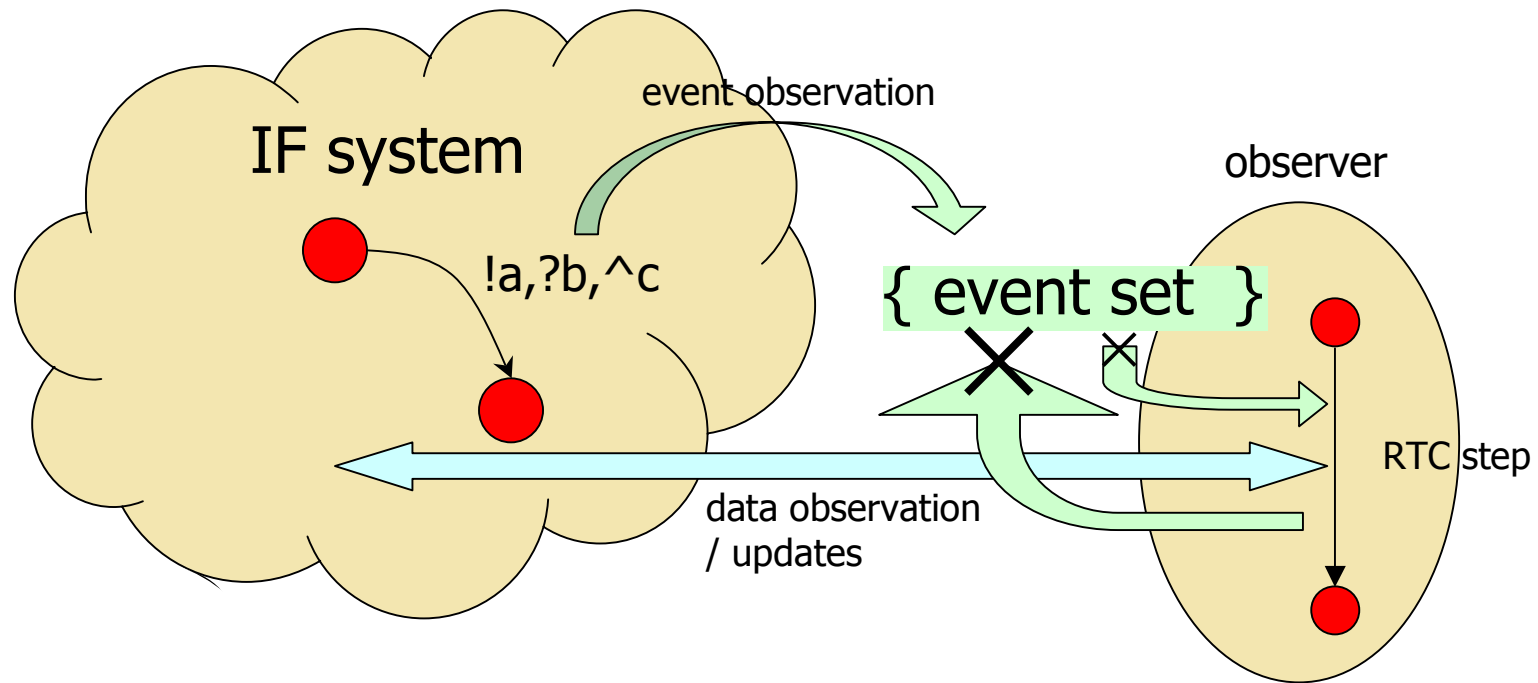 event observation
IF system
observer
!a,?b,^c
{ event set }
RTC step
data observation
/ updates